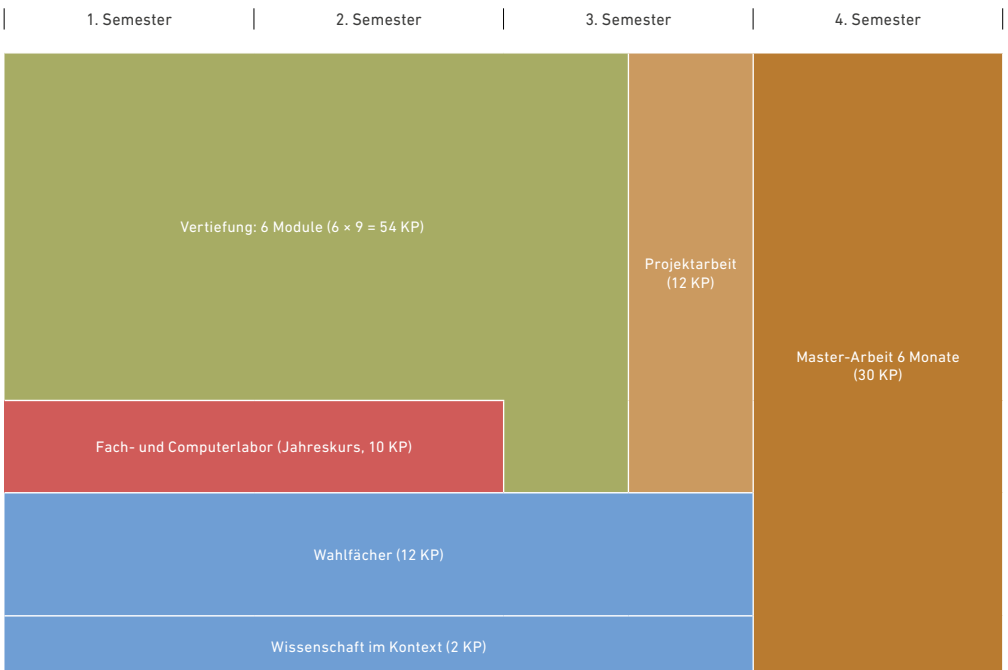 1. Semester
2. Semester
3. Semester
4. Semester
Vertiefung: 6 Module (6 × 9 = 54 KP)
Projektarbeit
(12 KP)
Master-Arbeit 6 Monate
(30 KP)
Fach- und Computerlabor (Jahreskurs, 10 KP)
Wahlfächer (12 KP)
Wissenschaft im Kontext (2 KP)